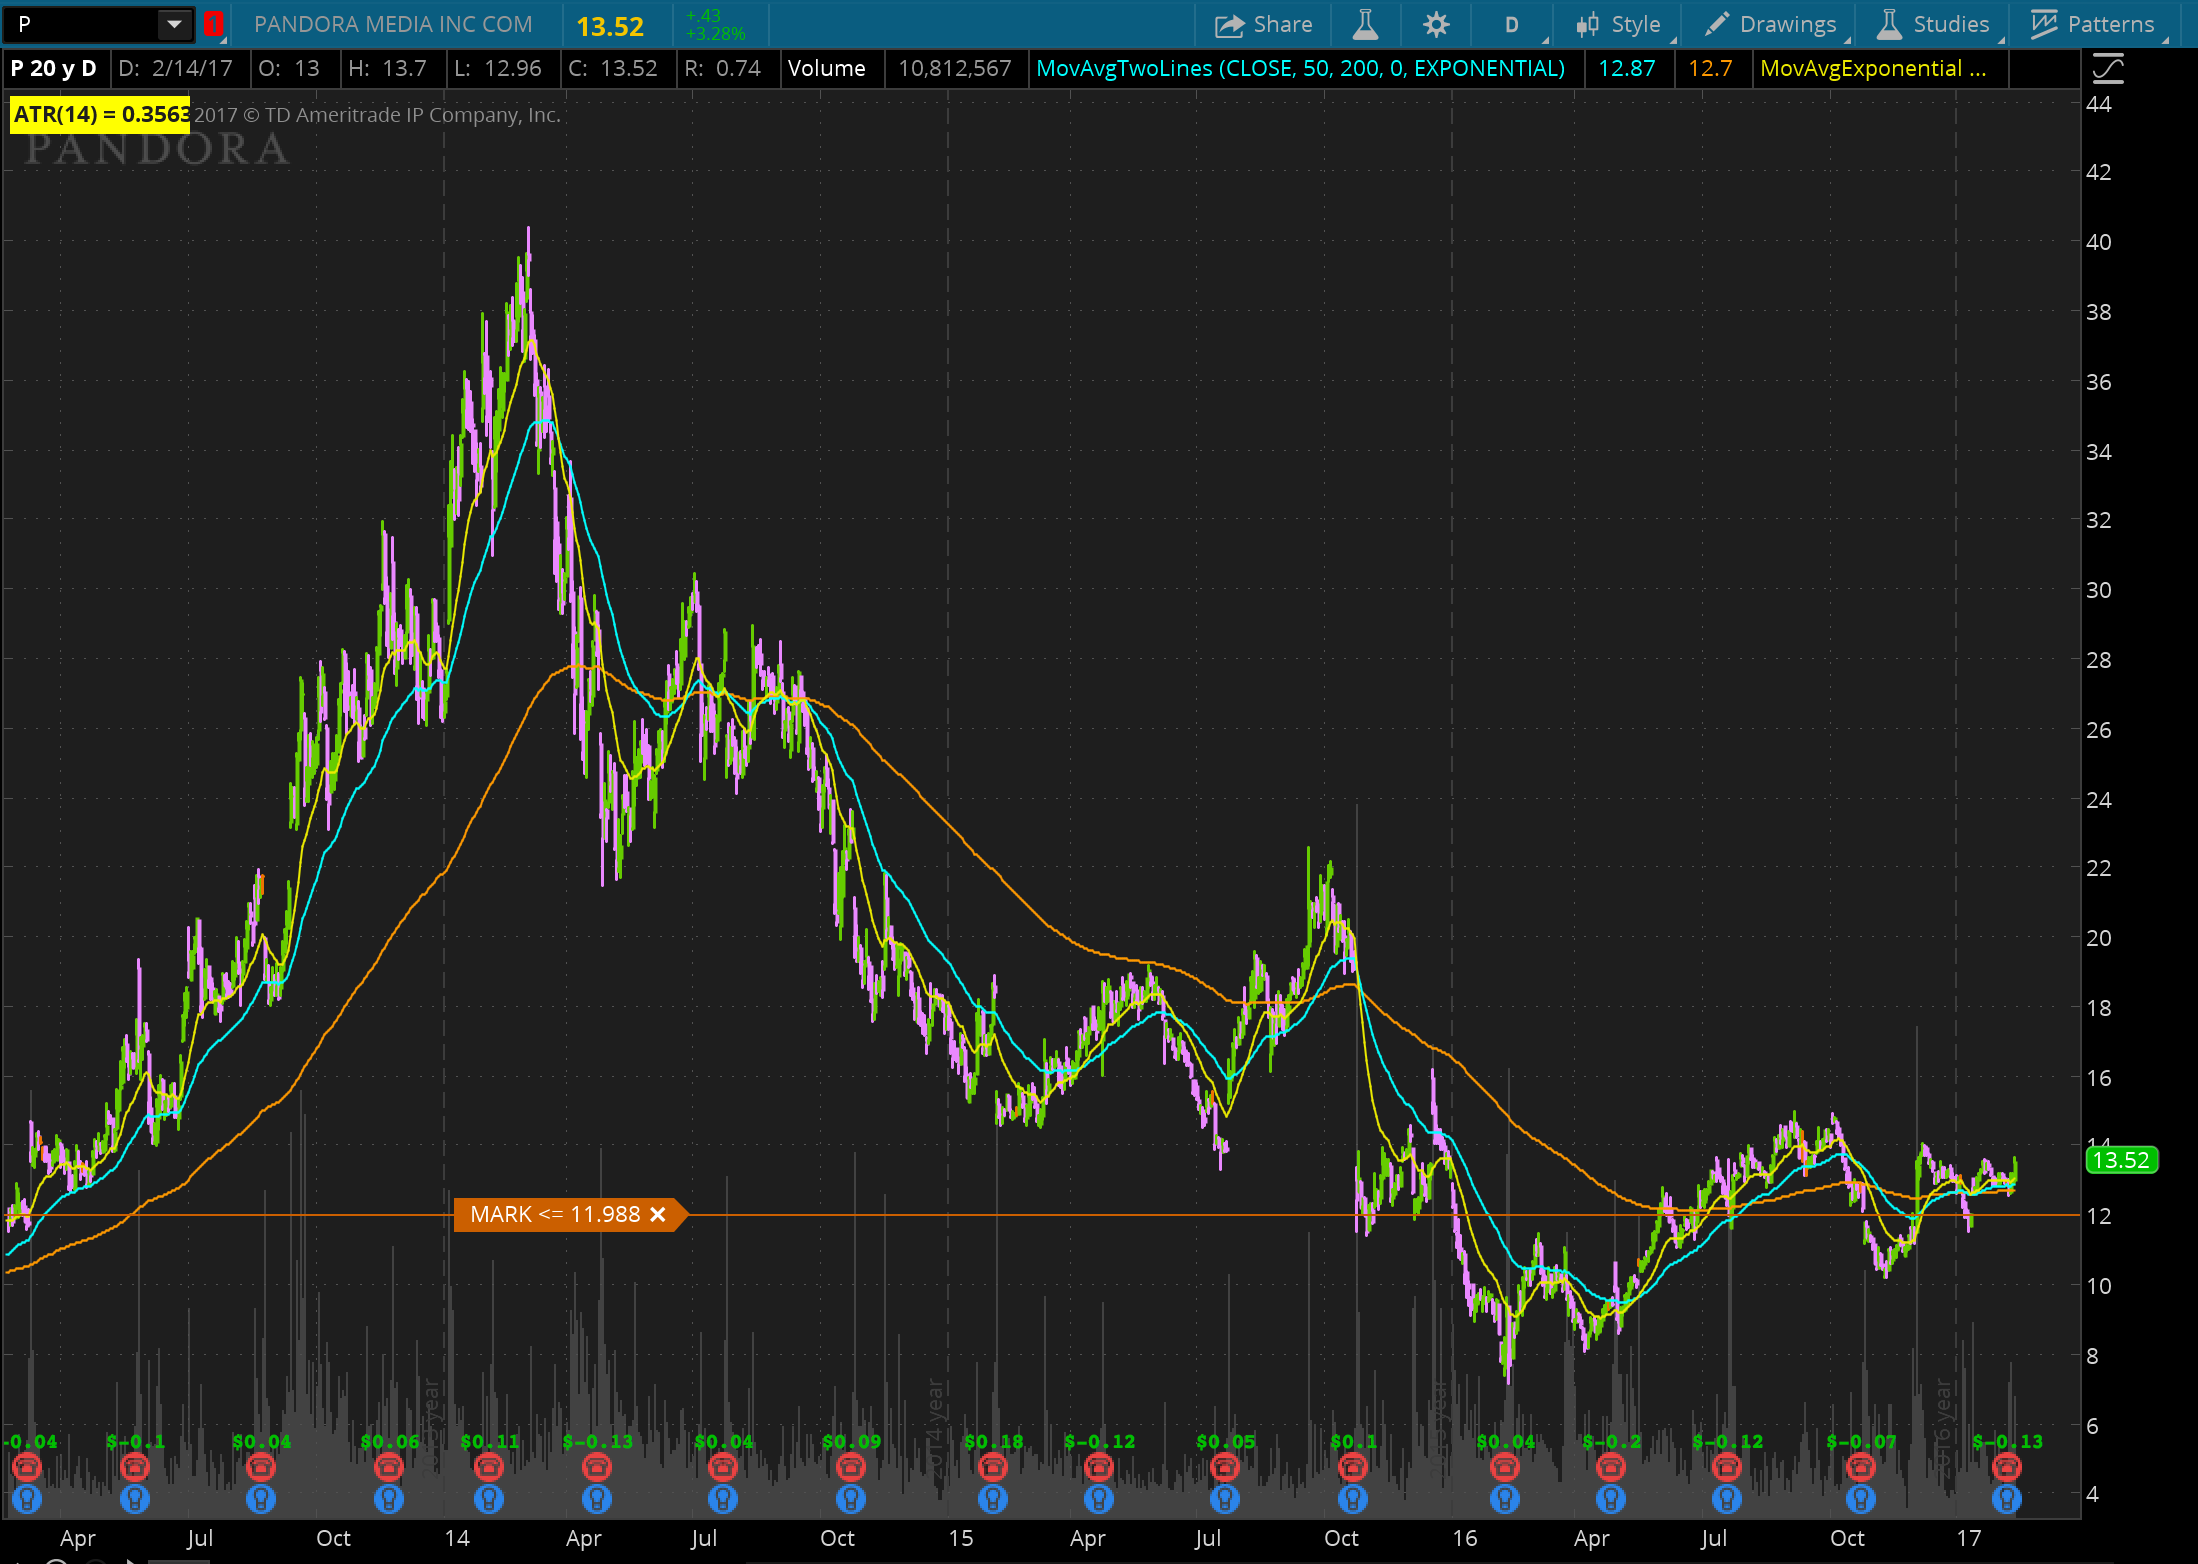 P 1 PANDORA MEDIA INC COM 13.52 +.43 +3.28% Share D Style Drawings Studies Patterns
P 20 y D D: 2/14/17 O: 13 H: 13.7 L: 12.96 C: 13.52 R: 0.74 Volume 10,812,567 MovAvgTwoLines (CLOSE, 50, 200, 0, EXPONENTIAL) 12.87 12.7 MovAvgExponential ...
ATR(14) = 0.3563 2017 © TD Ameritrade IP Company, Inc.
PANDORA
44
42
40
38
36
34
32
30
28
26
24
22
20
18
16
14
13.52
MARK <= 11.988 12
10
8
6
2014 year 2016 year
-0.04 $-0.1 $0.04 $0.06 $0.11 $-0.13 $0.04 $0.09 $0.18 $-0.12 $0.05 $0.1 $0.04 $-0.2 $-0.12 $-0.07 $-0.13
4
Apr Jul Oct 14 Apr Jul Oct 15 Apr Jul Oct 16 Apr Jul Oct 17